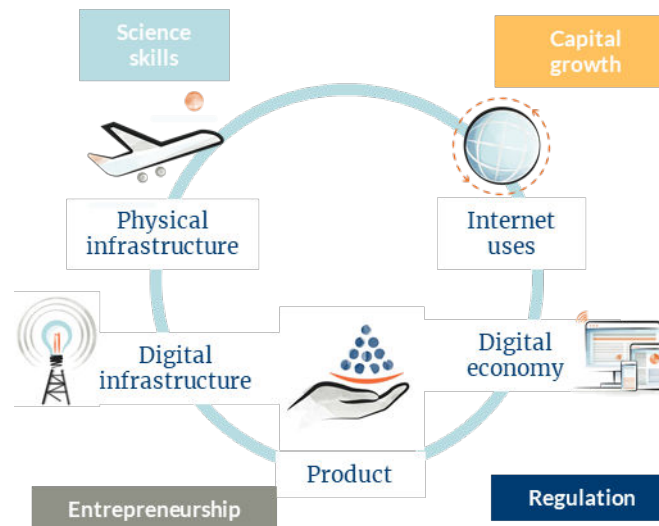 Science
skills
Capital
growth
Physical
infrastructure
Internet
uses
Digital
infrastructure
Digital
economy
Product
Entrepreneurship
Regulation